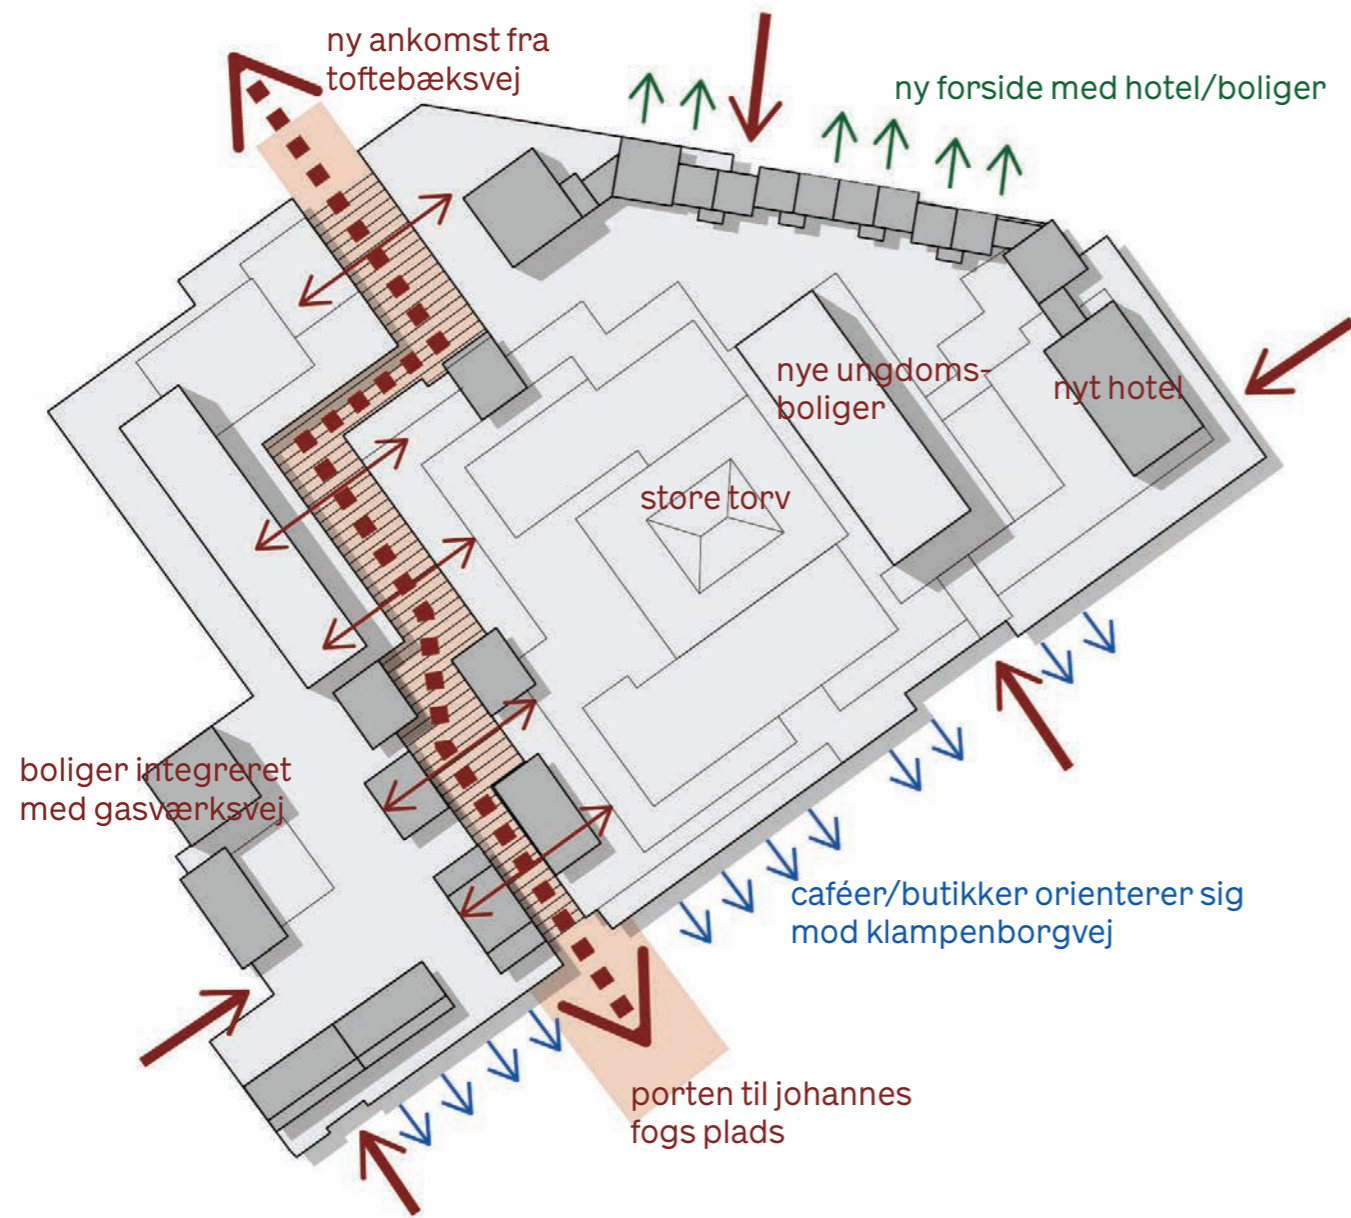 ny ankomst fra
toftebæksvej
ny forside med hotel/boliger
nye ungdoms-
boliger
nyt hotel
store torv
boliger integreret
med gasværksvej
caféer/butikker orienterer sig
mod klampenborgvej
porten til johannes
fogs plads